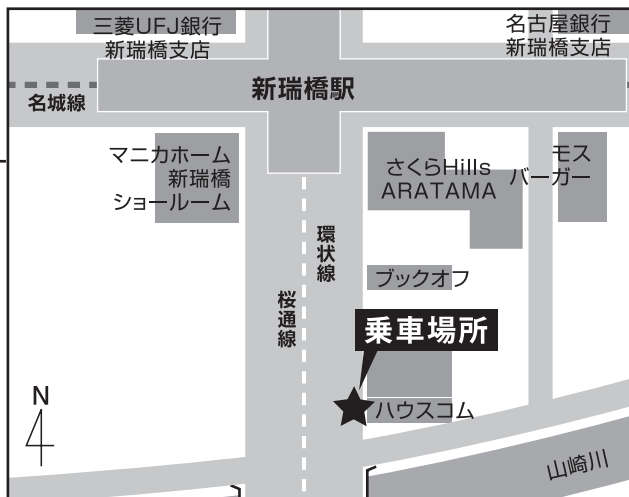 三菱UFJ銀行
新瑞橋支店
名古屋銀行
新瑞橋支店
新瑞橋駅
名城線
マニカホーム
新瑞橋
ショールーム
さくらHills
ARATAMA
モス
バーガー
環状線
桜通線
ブックオフ
乗車場所
ハウスコム
N
山崎川